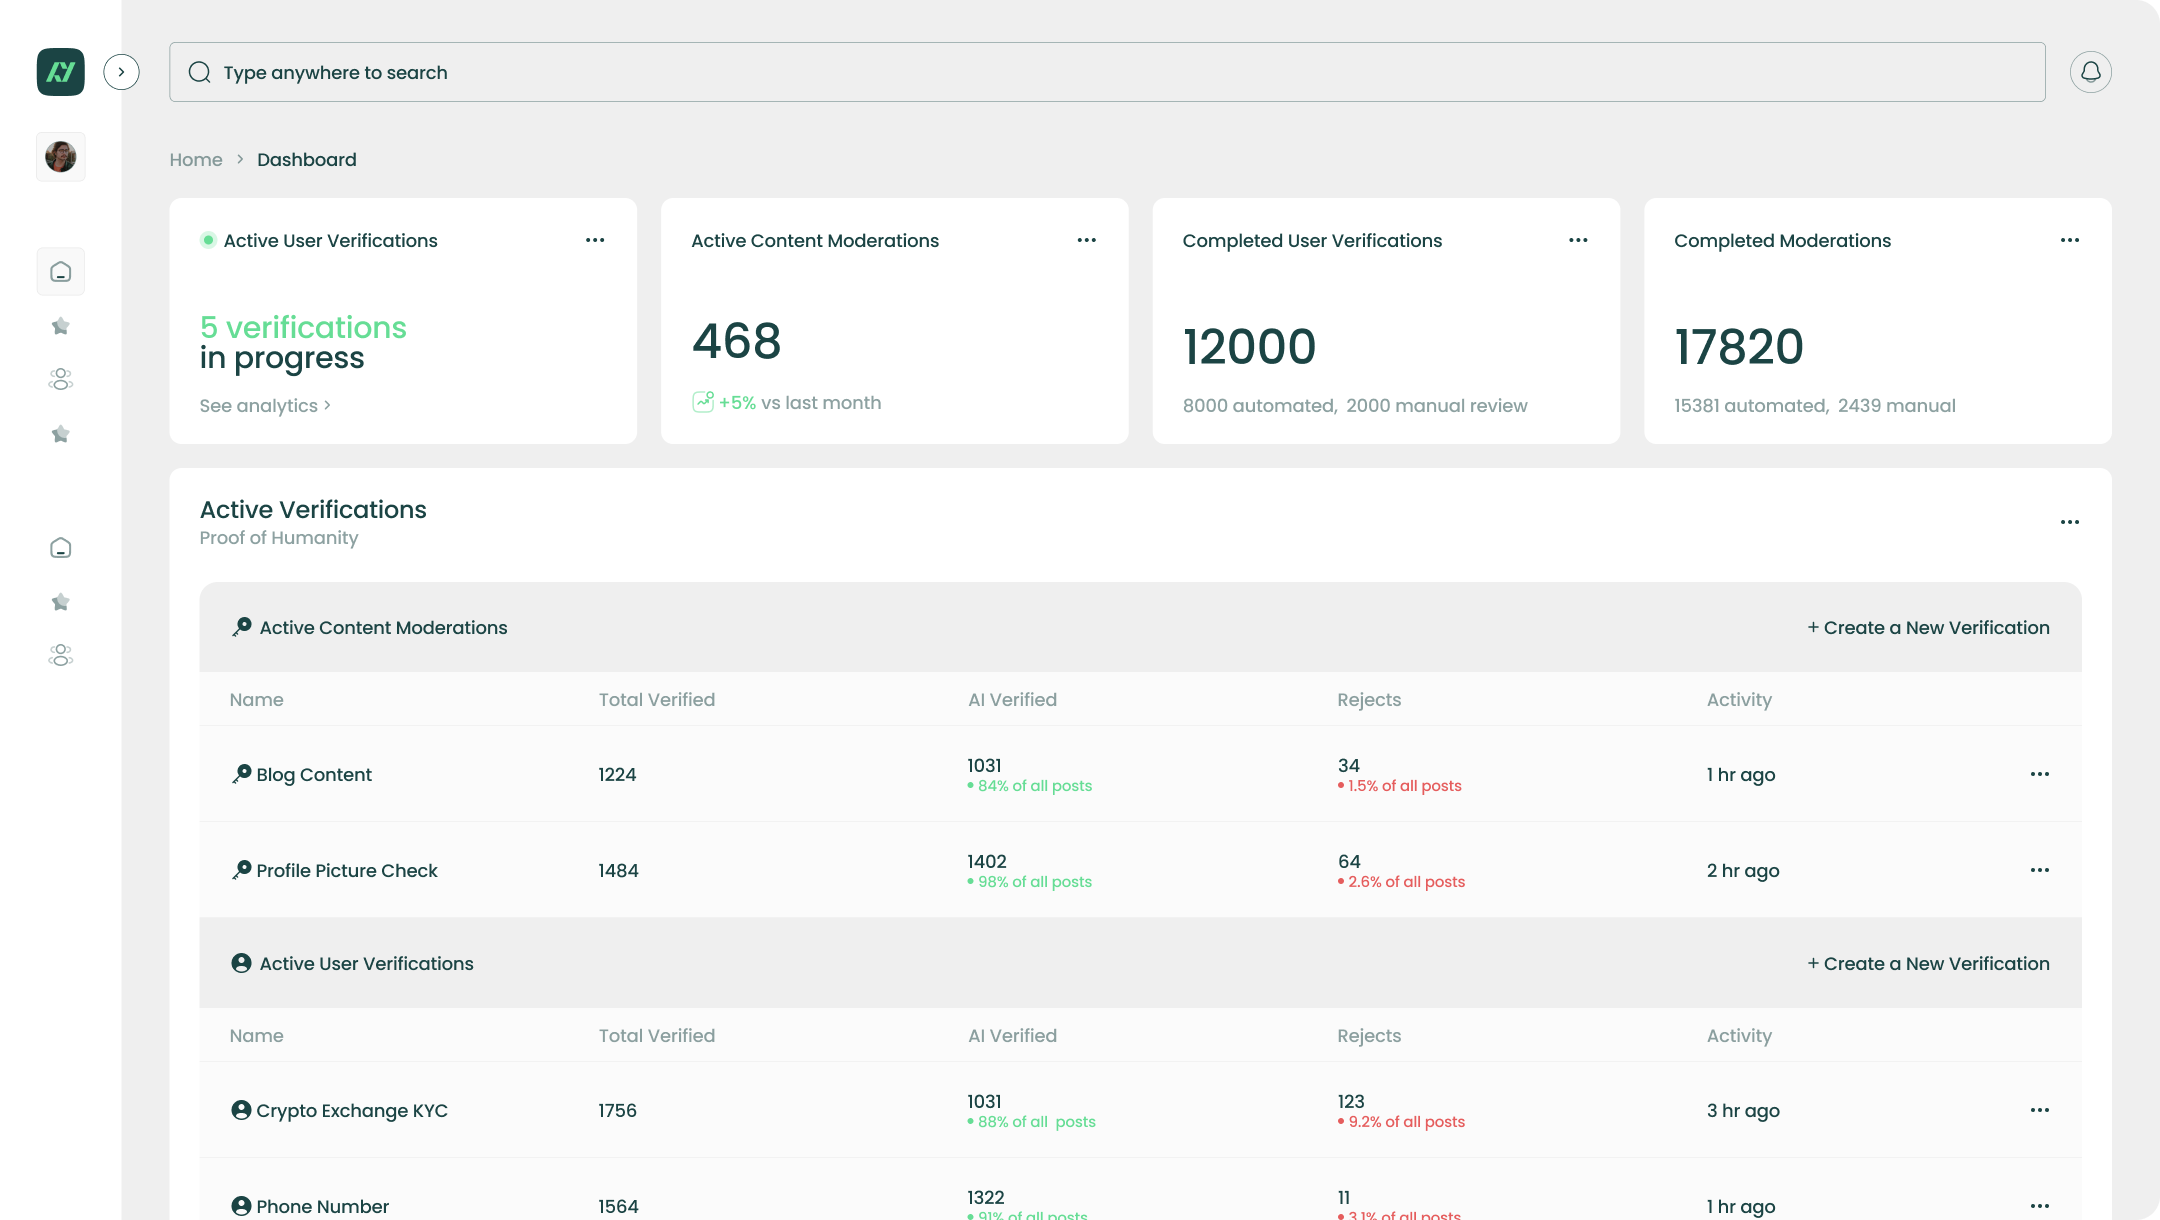 Type anywhere to search
Home > Dashboard
Active User Verifications
5 verifications
in progress
See analytics >
Active Content Moderations
468
+5% vs last month
Completed User Verifications
12000
8000 automated, 2000 manual review
Completed Moderations
17820
15381 automated, 2439 manual
Active Verifications
Proof of Humanity
Active Content Moderations + Create a New Verification
Name Total Verified AI Verified Rejects Activity
Blog Content 1224 1031 34 1 hr ago
84% of all posts 1.5% of all posts
Profile Picture Check 1484 1402 64 2 hr ago
98% of all posts 2.6% of all posts
Active User Verifications + Create a New Verification
Name Total Verified AI Verified Rejects Activity
Crypto Exchange KYC 1756 1031 123 3 hr ago
88% of all posts 9.2% of all posts
Phone Number 1564 1322 11 1 hr ago
91% of all posts 3.1% of all posts